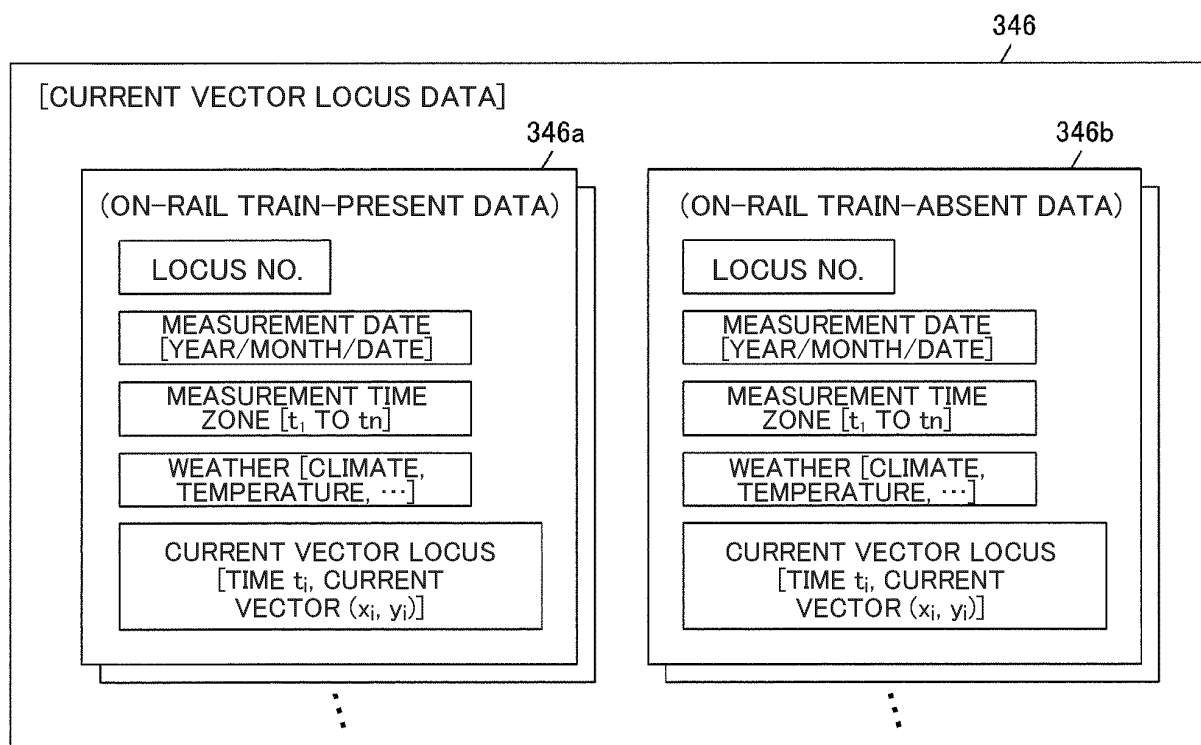 346
[CURRENT VECTOR LOCUS DATA]
346a
(ON-RAIL TRAIN-PRESENT DATA)
LOCUS NO.
MEASUREMENT DATE
[YEAR/MONTH/DATE]
MEASUREMENT TIME
ZONE [t₁ TO tn]
WEATHER [CLIMATE,
TEMPERATURE, ⋯]
CURRENT VECTOR LOCUS
[TIME tᵢ, CURRENT
VECTOR (xᵢ, yᵢ)]
⋮
346b
(ON-RAIL TRAIN-ABSENT DATA)
LOCUS NO.
MEASUREMENT DATE
[YEAR/MONTH/DATE]
MEASUREMENT TIME
ZONE [t₁ TO tn]
WEATHER [CLIMATE,
TEMPERATURE, ⋯]
CURRENT VECTOR LOCUS
[TIME tᵢ, CURRENT
VECTOR (xᵢ, yᵢ)]
⋮